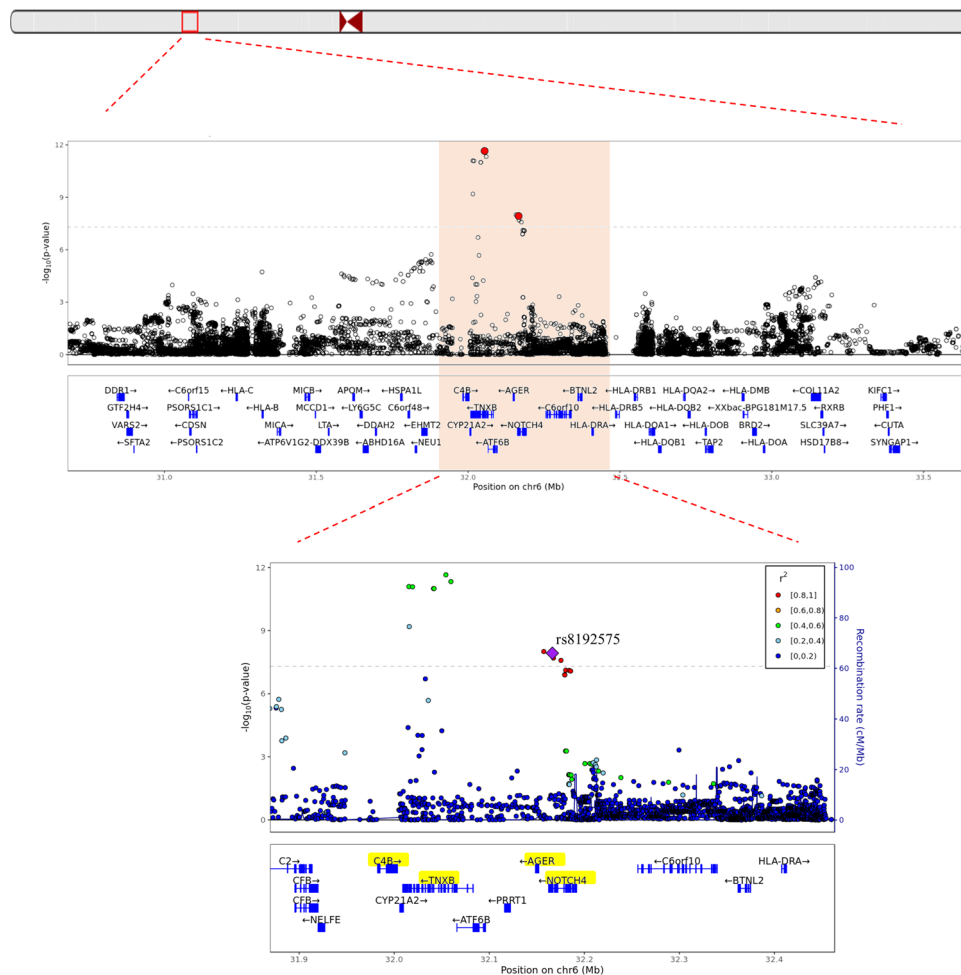 12
9
6
3
0
-log10(p-value)
DDR1→ ←C6orf15 ←HLA-C MICB→ APQM→ ←HSPA1L C4B→ ←AGER ←BTNL2 ←HLA-DRB1 HLA-DQA2→ ←HLA-DMB ←COL11A2 KIFC1→
GTF2H4→ PSORS1C1→ ←HLA-B MCCD1→ ←LY6G5C C6orf48→ ←TNXB ←C6orf10 ←HLA-DRB5 ←HLA-DQB2 ←XXbac-BPG181M17.5 ←RXRB PHF1→
VARS2→ ←CDSN MICA→ LTA→ ←DDAH2 ←EHMT2 CYP21A2→ ←NOTCH4 HLA-DRA→ HLA-DQA1→ ←HLA-DOB BRD2→ SLC39A7→ ←CUTA
←SFTA2 ←PSORS1C2 ←ATP6V1G2-DDX39B ←ABHD16A ←NEU1 ←ATF6B ←HLA-DQB1 ←TAP2 ←HLA-DOA HSD17B8→ SYNGAP1→
31.0 31.5 32.0 32.5 33.0 33.5
Position on chr6 (Mb)
12
9
6
3
0
-log10(p-value)
rs8192575
r2
[0.8,1]
[0.6,0.8)
[0.4,0.6)
[0.2,0.4)
[0,0.2)
100
80
60
40
20
0
Recombination rate (cM/Mb)
C2→ C4B→ ←AGER ←C6orf10 HLA-DRA→
CFB→ ←TNXB ←NOTCH4 ←BTNL2
CFB→ CYP21A2→ ←PRRT1
←NELFE ←ATF6B
31.9 32.0 32.1 32.2 32.3 32.4
Position on chr6 (Mb)